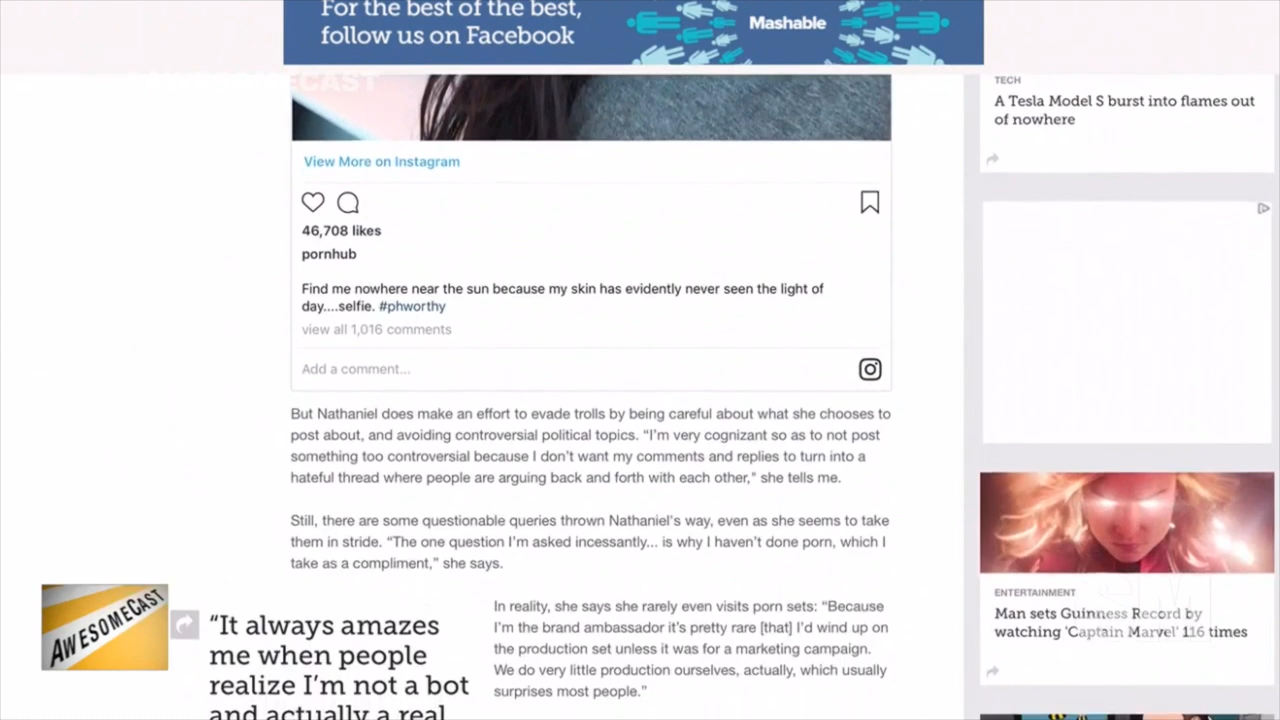 For the best of the best,
follow us on Facebook
Mashable
View More on Instagram
46,708 likes
pornhub
Find me nowhere near the sun because my skin has evidently never seen the light of
day....selfie. #phworthy
view all 1,016 comments
Add a comment...
But Nathaniel does make an effort to evade trolls by being careful about what she chooses to
post about, and avoiding controversial political topics. “I’m very cognizant so as to not post
something too controversial because I don’t want my comments and replies to turn into a
hateful thread where people are arguing back and forth with each other," she tells me.
Still, there are some questionable queries thrown Nathaniel's way, even as she seems to take
them in stride. “The one question I’m asked incessantly... is why I haven’t done porn, which I
take as a compliment,” she says.
In reality, she says she rarely even visits porn sets: “Because
I’m the brand ambassador it’s pretty rare [that] I’d wind up on
the production set unless it was for a marketing campaign.
We do very little production ourselves, actually, which usually
surprises most people.”
“It always amazes
me when people
realize I’m not a bot
and actually a real
AWESOMECAST
TECH
A Tesla Model S burst into flames out
of nowhere
ENTERTAINMENT
Man sets Guinness Record by
watching 'Captain Marvel' 116 times